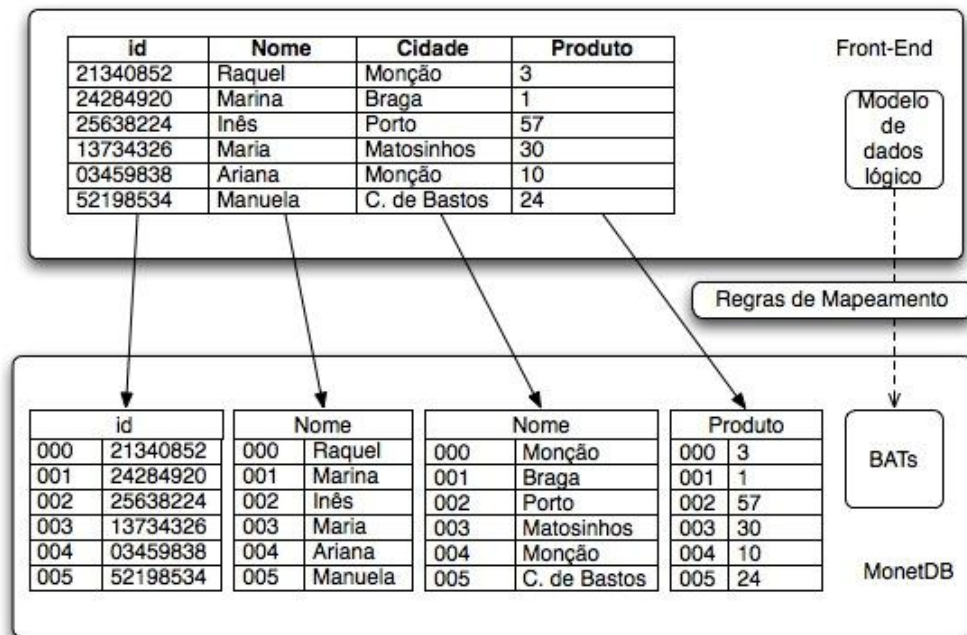 id Nome Cidade Produto
21340852 Raquel Monção 3
24284920 Marina Braga 1
25638224 Inês Porto 57
13734326 Maria Matosinhos 30
03459838 Ariana Monção 10
52198534 Manuela C. de Bastos 24
Front-End
Modelo
de
dados
lógico
Regras de Mapeamento
id
000 21340852
001 24284920
002 25638224
003 13734326
004 03459838
005 52198534
Nome
000 Raquel
001 Marina
002 Inês
003 Maria
004 Ariana
005 Manuela
Nome
000 Monção
001 Braga
002 Porto
003 Matosinhos
004 Monção
005 C. de Bastos
Produto
000 3
001 1
002 57
003 30
004 10
005 24
BATs
MonetDB